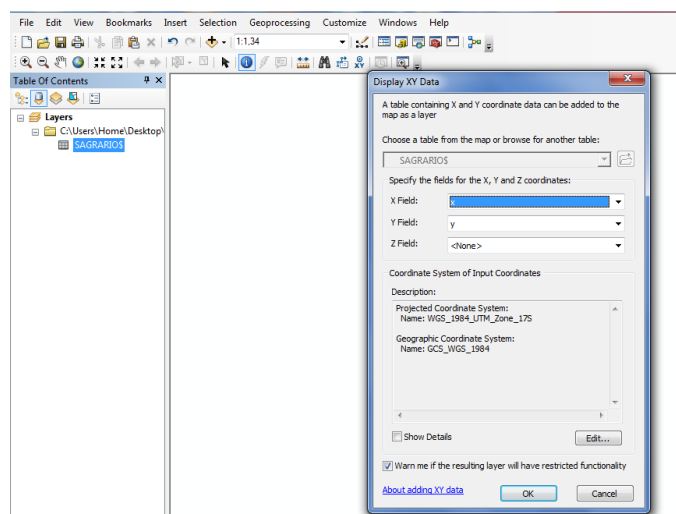 File Edit View Bookmarks Insert Selection Geoprocessing Customize Windows Help
1:1,34
Table Of Contents
Layers
C:\Users\Home\Desktop\
SAGRARIO$
Display XY Data
A table containing X and Y coordinate data can be added to the
map as a layer
Choose a table from the map or browse for another table:
SAGRARIO$
Specify the fields for the X, Y and Z coordinates:
X Field: x
Y Field: y
Z Field: <None>
Coordinate System of Input Coordinates
Description:
Projected Coordinate System:
Name: WGS_1984_UTM_Zone_17S
Geographic Coordinate System:
Name: GCS_WGS_1984
Show Details Edit...
Warn me if the resulting layer will have restricted functionality
About adding XY data OK Cancel